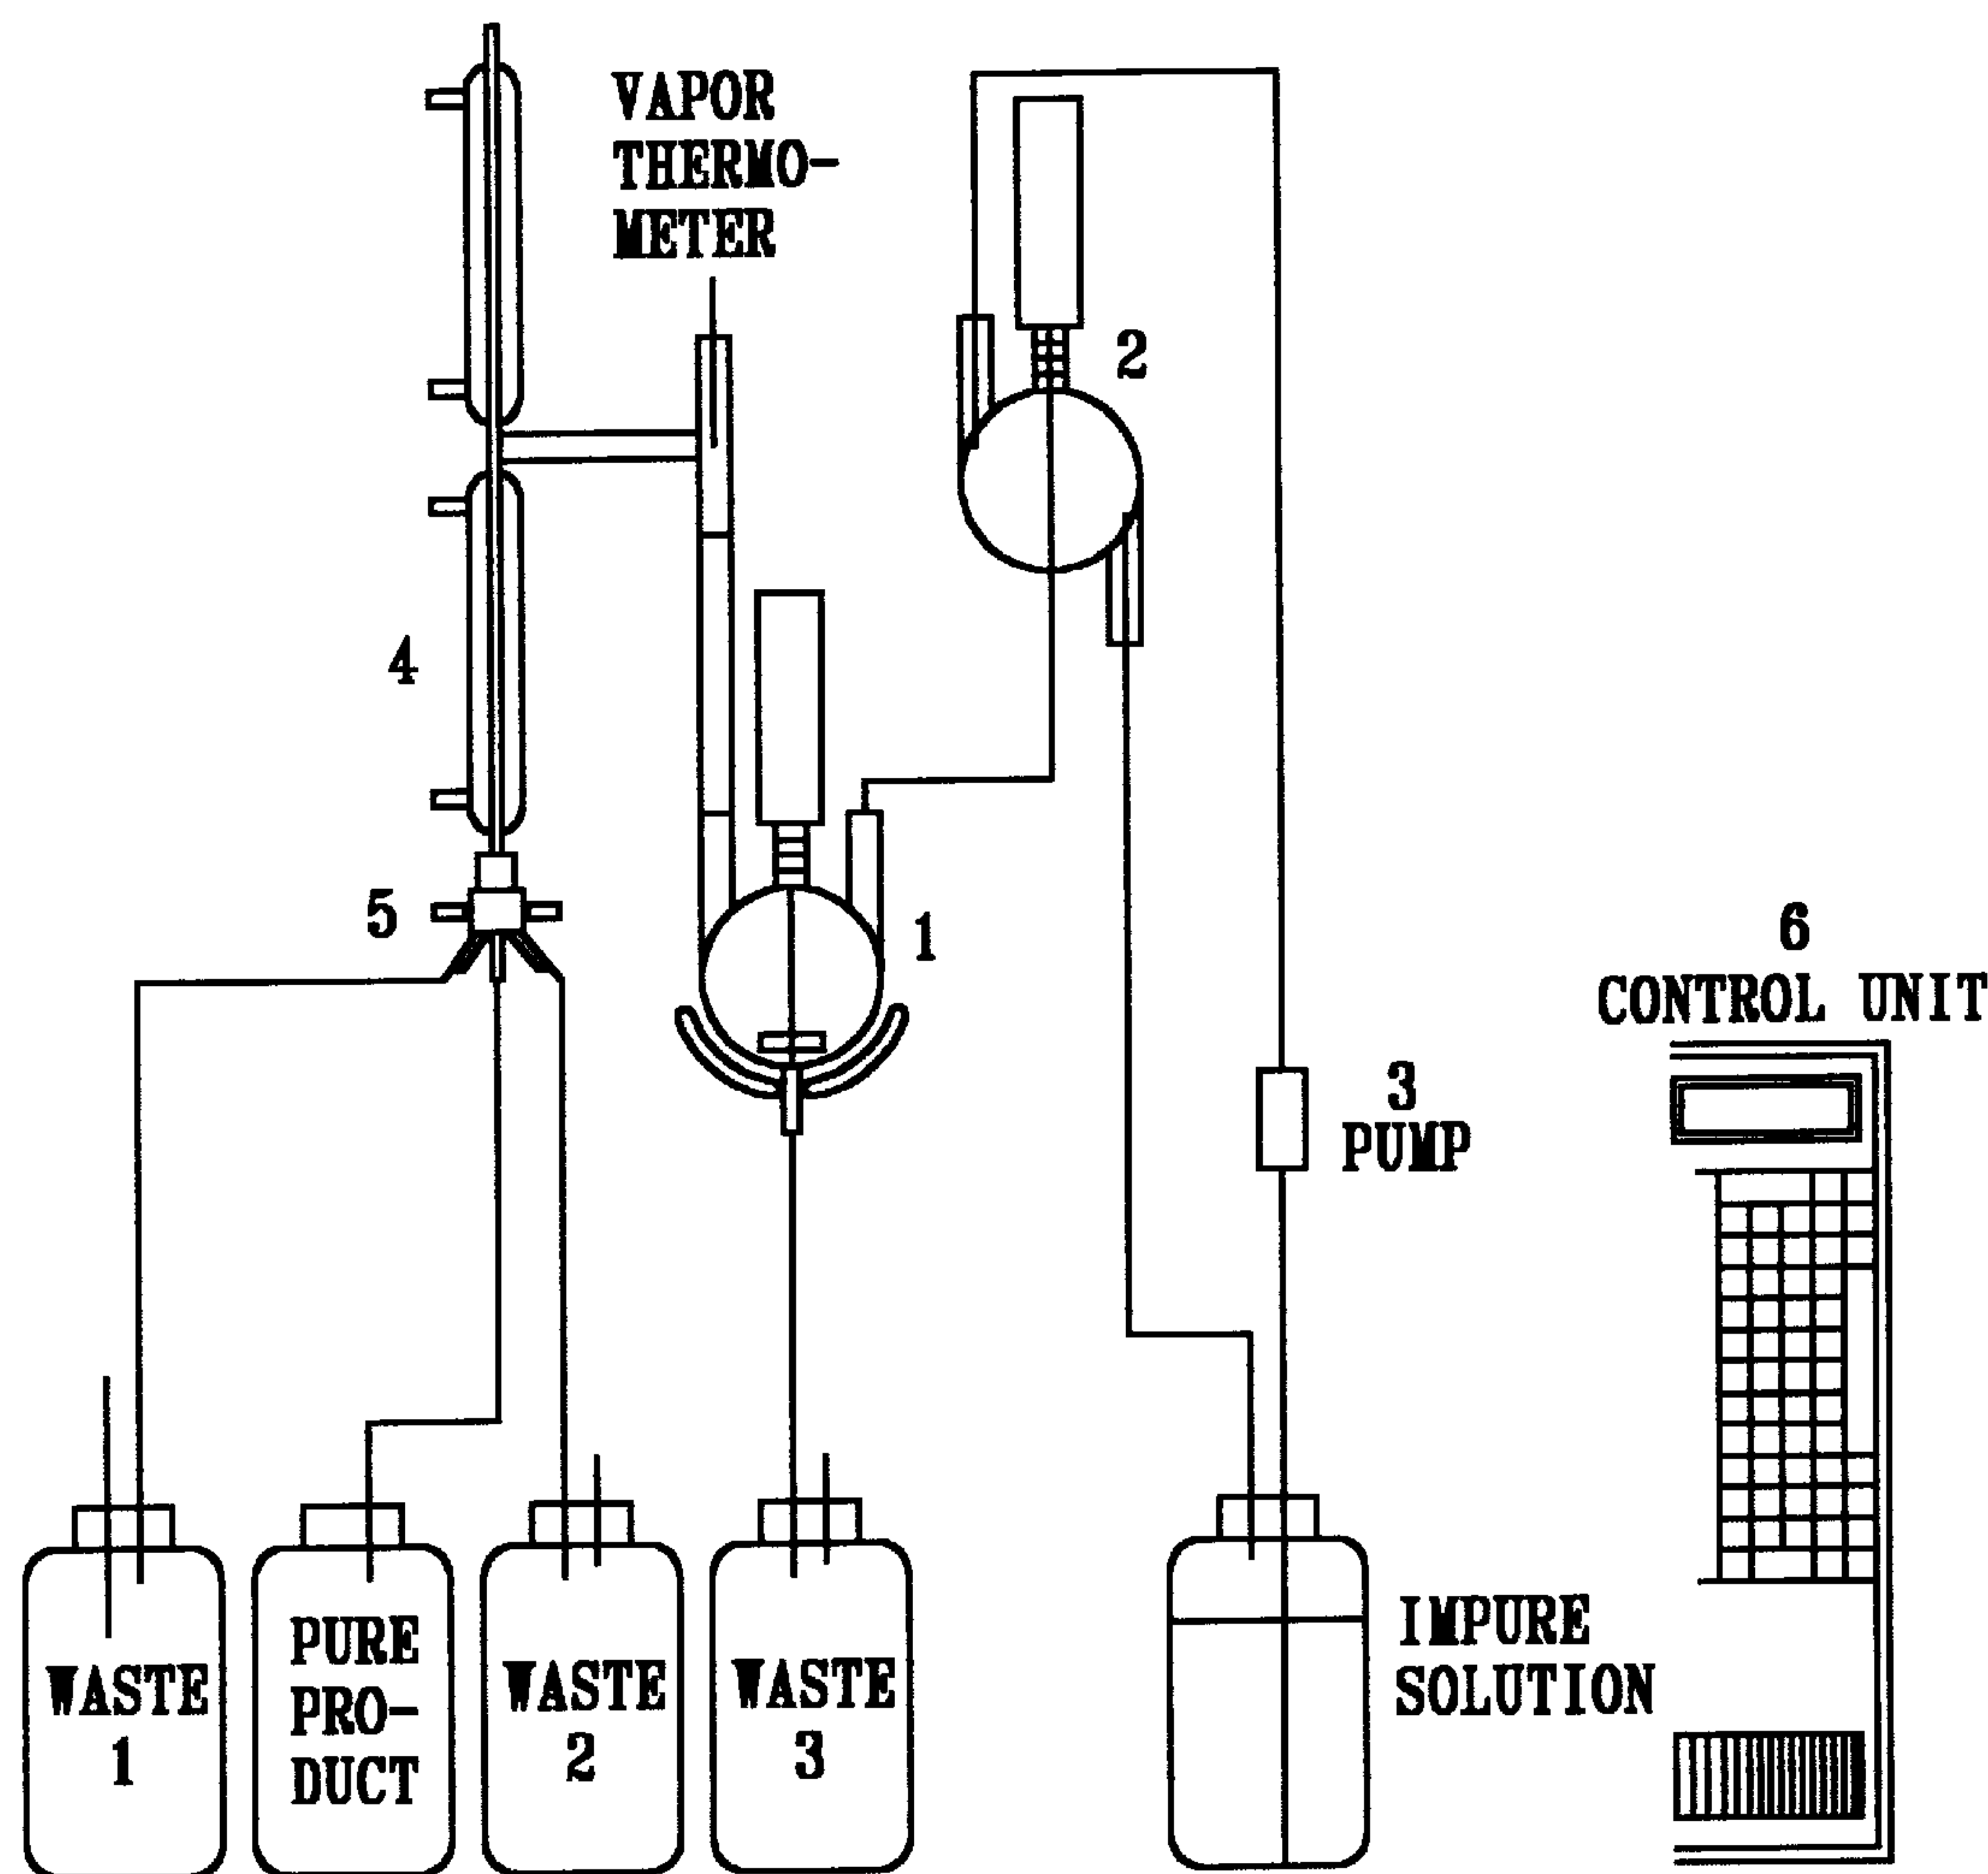 VAPOR
THERMO-
METER
2
4
5
1
6
CONTROL UNIT
3
PUMP
WASTE
1
PURE
PRO-
DUCT
WASTE
2
WASTE
3
IMPURE
SOLUTION